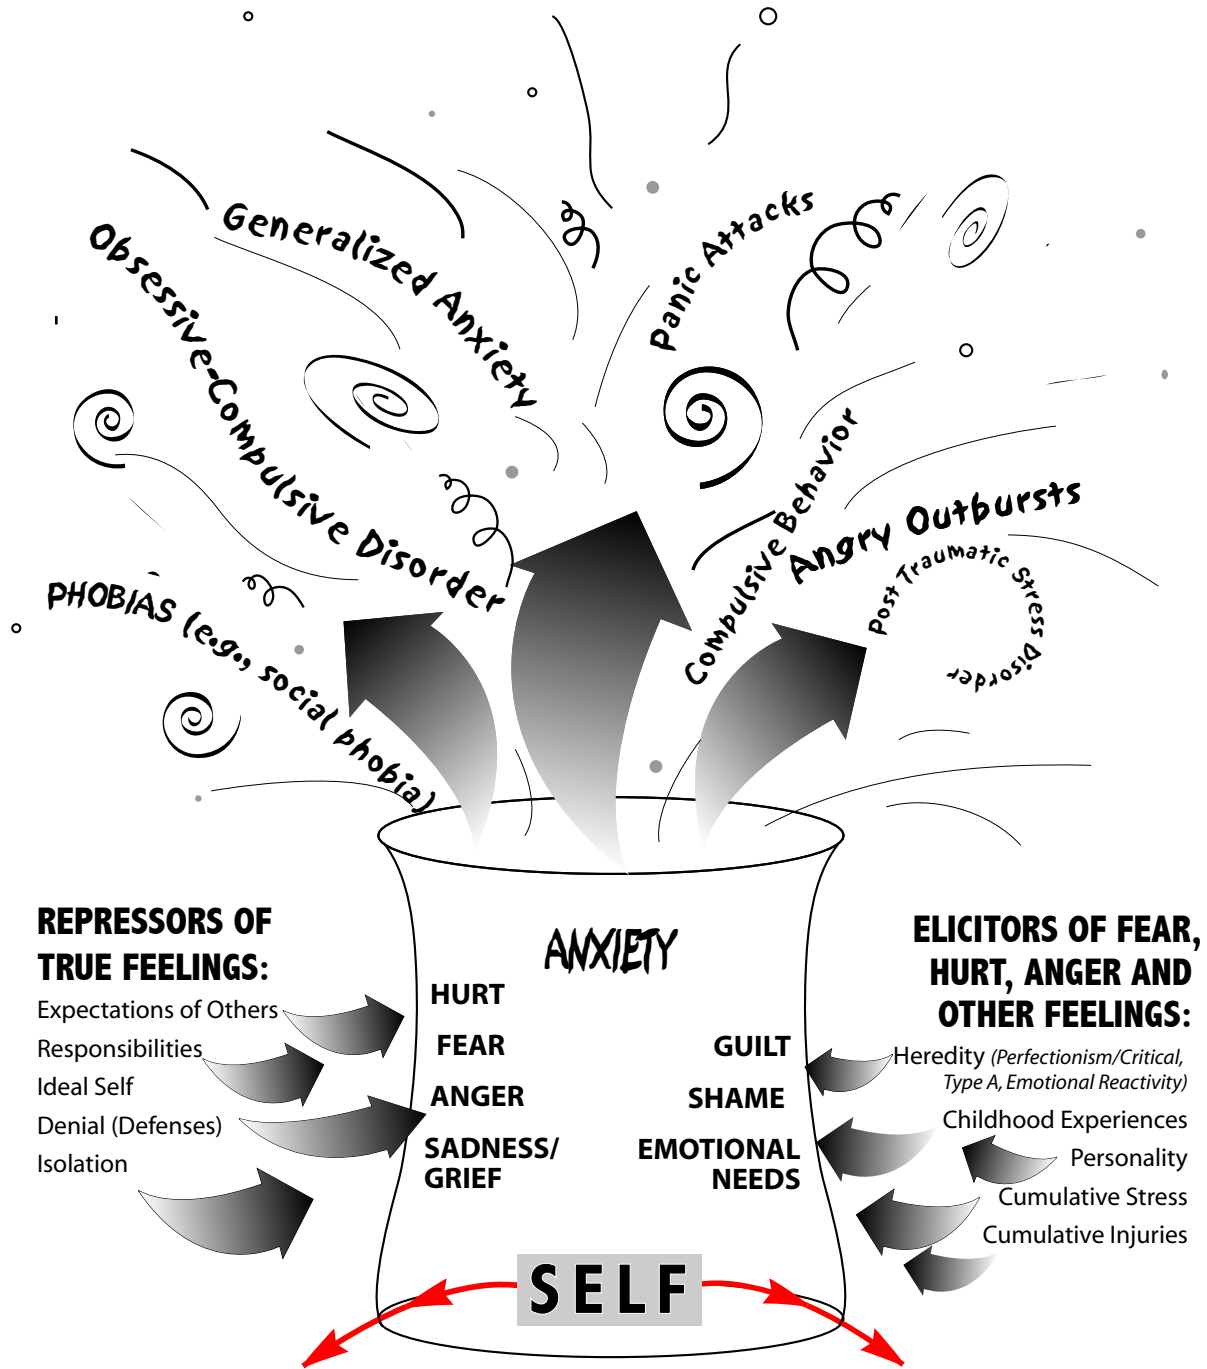 Generalized Anxiety
Panic Attacks
Obsessive-Compulsive Disorder
Compulsive Behavior
Angry Outbursts
Post Traumatic Stress Disorder
PHOBIAS (e.g., social phobia)
REPRESSORS OF
TRUE FEELINGS:
Expectations of Others
Responsibilities
Ideal Self
Denial (Defenses)
Isolation
ANXIETY
HURT
FEAR
ANGER
SADNESS/
GRIEF
GUILT
SHAME
EMOTIONAL
NEEDS
SELF
ELICITORS OF FEAR,
HURT, ANGER AND
OTHER FEELINGS:
Heredity (Perfectionism/Critical,
Type A, Emotional Reactivity)
Childhood Experiences
Personality
Cumulative Stress
Cumulative Injuries